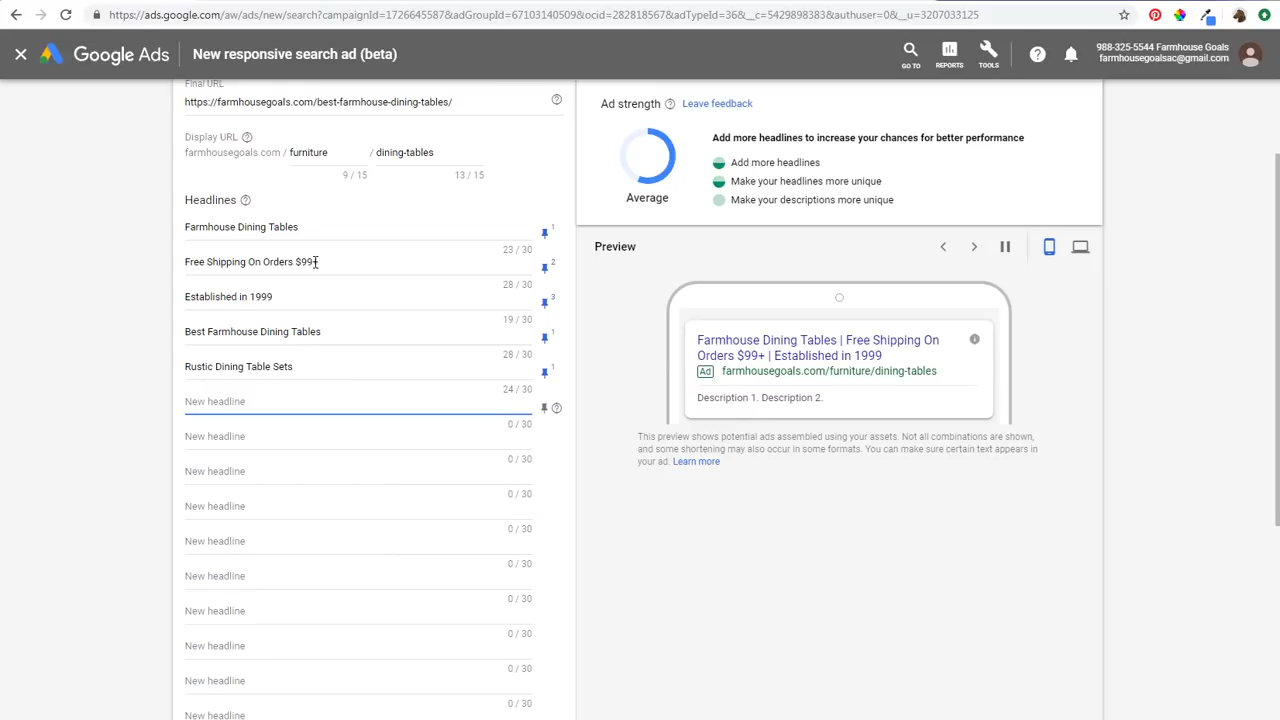 https://ads.google.com/aw/ads/new/search?campaignId=1726645587&adGroupId=67103140509&ocid=282818567&adTypeId=36&__c=5429898383&authuser=0&__u=3207033125
Google Ads
New responsive search ad (beta)
GO TO
REPORTS
TOOLS
988-325-5544 Farmhouse Goals
farmhousegoalsac@gmail.com
Final URL
https://farmhousegoals.com/best-farmhouse-dining-tables/
Display URL
farmhousegoals.com / furniture / dining-tables
9 / 15
13 / 15
Headlines
Farmhouse Dining Tables
1
23 / 30
Free Shipping On Orders $99+
2
28 / 30
Established in 1999
3
19 / 30
Best Farmhouse Dining Tables
1
28 / 30
Rustic Dining Table Sets
1
24 / 30
New headline
0 / 30
New headline
0 / 30
New headline
0 / 30
New headline
0 / 30
New headline
0 / 30
New headline
0 / 30
New headline
0 / 30
New headline
0 / 30
New headline
0 / 30
New headline
Ad strength
Leave feedback
Average
Add more headlines to increase your chances for better performance
Add more headlines
Make your headlines more unique
Make your descriptions more unique
Preview
Farmhouse Dining Tables | Free Shipping On
Orders $99+ | Established in 1999
Ad farmhousegoals.com/furniture/dining-tables
Description 1. Description 2.
This preview shows potential ads assembled using your assets. Not all combinations are shown,
and some shortening may also occur in some formats. You can make sure certain text appears in
your ad. Learn more